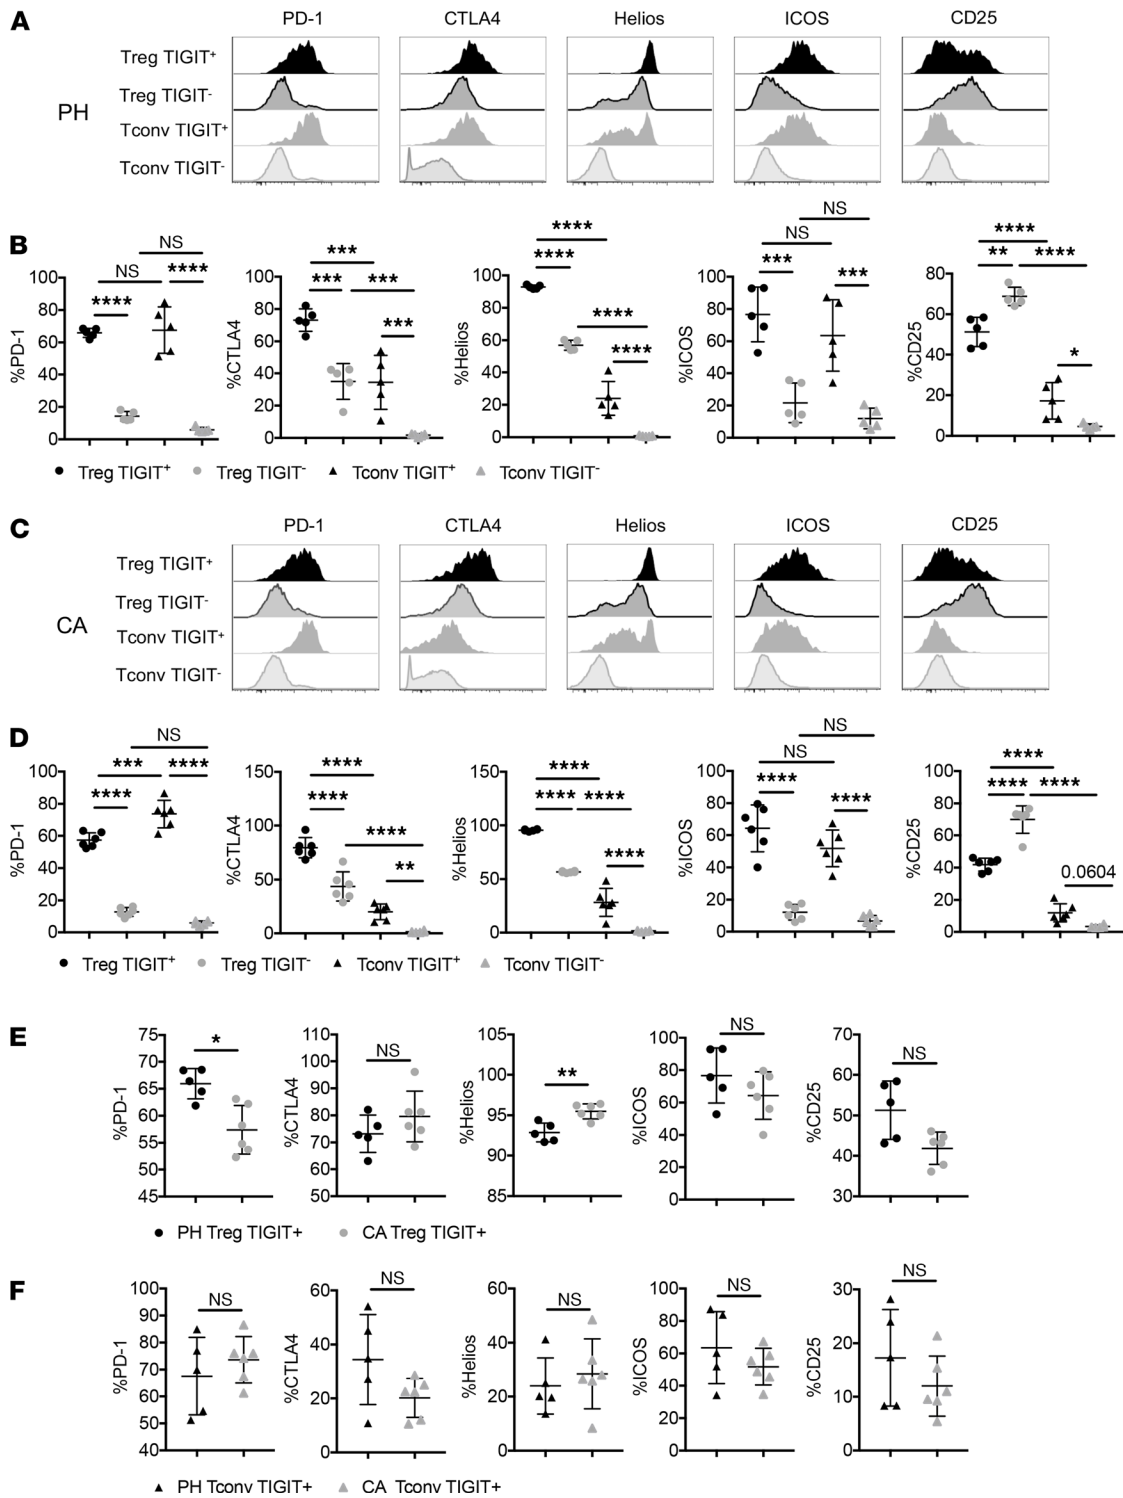 A
PD-1 CTLA4 Helios ICOS CD25
PH
Treg TIGIT+
Treg TIGIT-
Tconv TIGIT+
Tconv TIGIT-
B
%PD-1
100
80
60
40
20
0
**** NS NS ****
%CTLA4
100
80
60
40
20
0
*** *** *** ***
%Helios
100
80
60
40
20
0
**** **** **** ****
%ICOS
100
80
60
40
20
0
NS NS *** ***
%CD25
80
60
40
20
0
**** ** **** *
Treg TIGIT+ Treg TIGIT- Tconv TIGIT+ Tconv TIGIT-
C
PD-1 CTLA4 Helios ICOS CD25
CA
Treg TIGIT+
Treg TIGIT-
Tconv TIGIT+
Tconv TIGIT-
D
%PD-1
100
80
60
40
20
0
NS *** **** ****
%CTLA4
150
100
50
0
**** **** **** **
%Helios
150
100
50
0
**** **** **** ****
%ICOS
100
80
60
40
20
0
NS NS **** ****
%CD25
100
80
60
40
20
0
**** **** **** 0.0604
Treg TIGIT+ Treg TIGIT- Tconv TIGIT+ Tconv TIGIT-
E
%PD-1
75
70
65
60
55
50
45
*
%CTLA4
110
100
90
80
70
60
50
NS
%Helios
105
100
95
90
85
**
%ICOS
100
80
60
40
20
0
NS
%CD25
70
60
50
40
30
NS
PH Treg TIGIT+ CA Treg TIGIT+
F
%PD-1
100
90
80
70
60
50
40
NS
%CTLA4
60
40
20
0
NS
%Helios
60
40
20
0
NS
%ICOS
100
80
60
40
20
0
NS
%CD25
30
20
10
0
NS
PH Tconv TIGIT+ CA Tconv TIGIT+